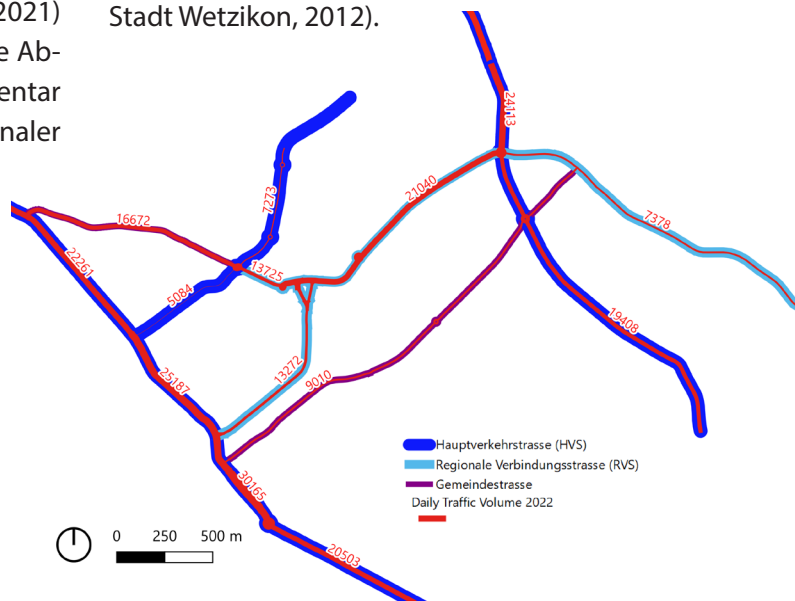 2021)
e Ab-
entar
naler
Stadt Wetzikon, 2012).
24113
7273
21040
16672
7378
22261
13725
5084
19408
25187
13272
9010
30165
20503
Hauptverkehrstrasse (HVS)
Regionale Verbindungsstrasse (RVS)
Gemeindestrasse
Daily Traffic Volume 2022
0 250 500 m